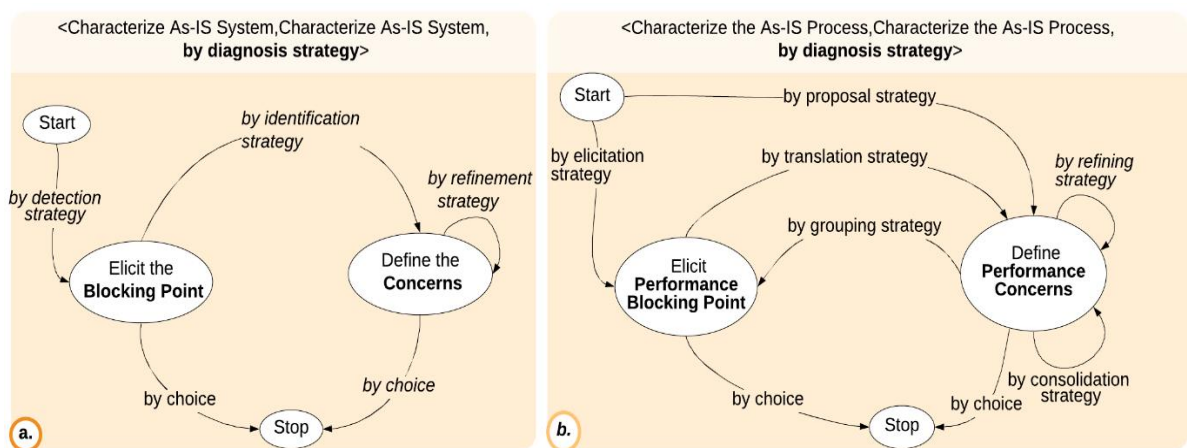 <Characterize As-IS System,Characterize As-IS System,
by diagnosis strategy>
Start
by identification
strategy
by detection
strategy
by refinement
strategy
Elicit the
Blocking Point
Define the
Concerns
by choice
by choice
Stop
a.
<Characterize the As-IS Process,Characterize the As-IS Process,
by diagnosis strategy>
Start
by proposal strategy
by elicitation
strategy
by translation strategy
by refining
strategy
by grouping strategy
Elicit
Performance
Blocking Point
Define
Performance
Concerns
by consolidation
strategy
by choice
by choice
Stop
b.